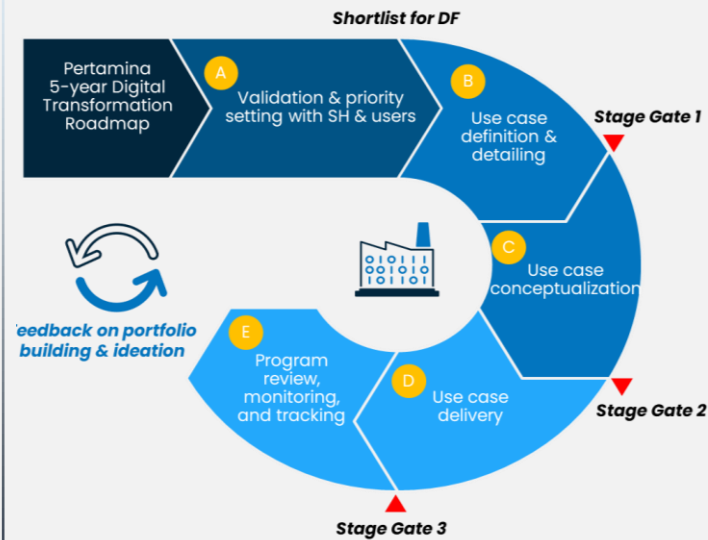 Shortlist for DF
Pertamina
5-year Digital
Transformation
Roadmap
A
Validation & priority
setting with SH & users
B
Use case
definition &
detailing
Stage Gate 1
C
Use case
conceptualization
Stage Gate 2
D
Use case
delivery
Stage Gate 3
E
Program
review,
monitoring,
and tracking
eedback on portfolio
building & ideation